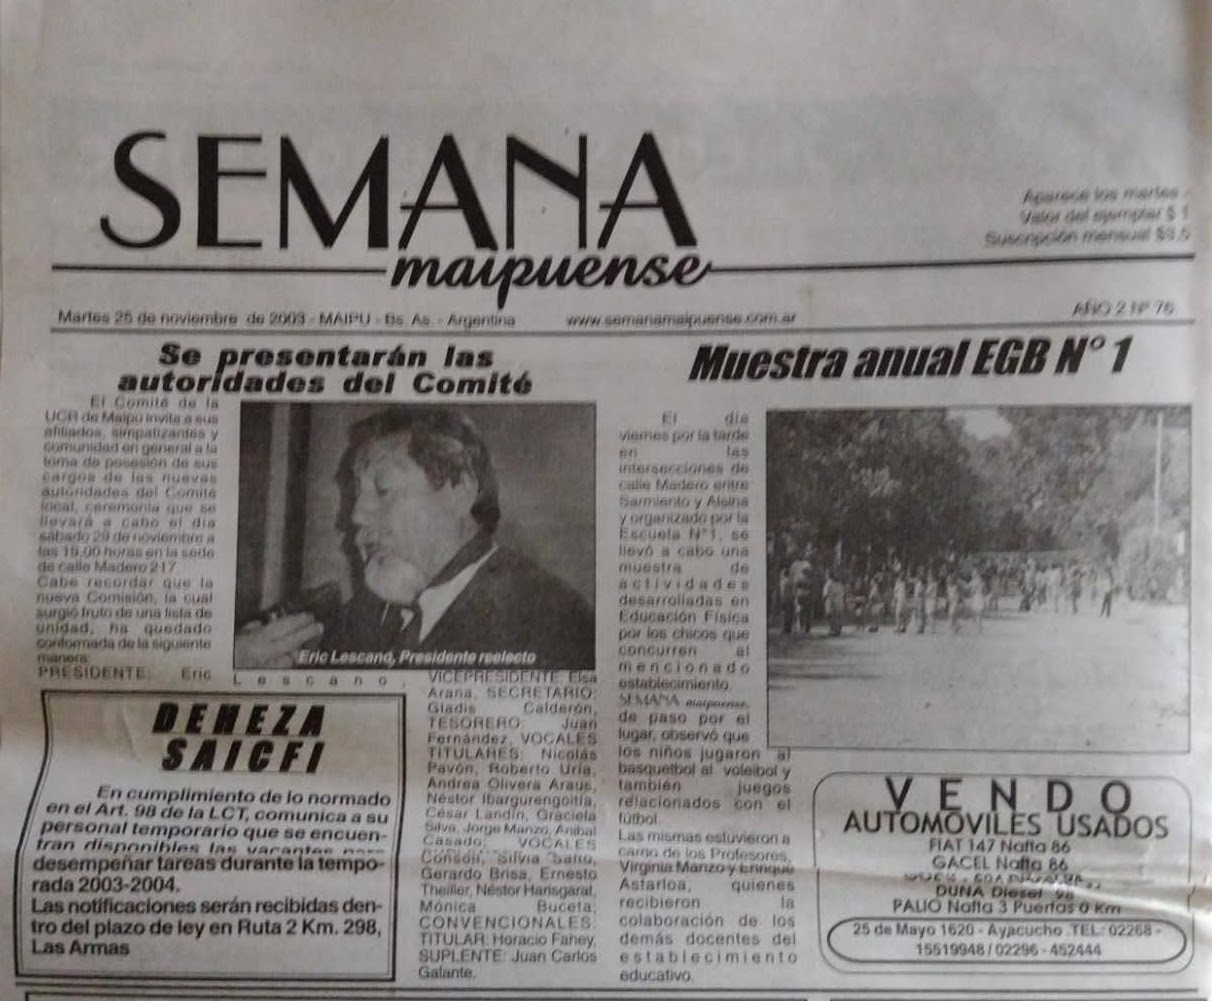 SEMANA
maipuense
Aparece los martes
Valor del ejemplar $ 1
Suscripción mensual $3,5
Martes 25 de noviembre de 2003 - MAIPU - Bs. As. - Argentina
www.semanamaipuense.com.ar
AÑO 2 Nº 76
Se presentarán las
autoridades del Comité
El Comité de la
UCR de Maipú invita a sus
afiliados, simpatizantes y
comunidad en general a la
toma de posesión de sus
cargos de las nuevas
autoridades del Comité
local, ceremonia que se
llevará a cabo el día
sábado 29 de noviembre a
las 19,00 horas en la sede
de calle Madero 217.
Cabe recordar que la
nueva Comisión, la cual
surgió fruto de una lista de
unidad, ha quedado
conformada de la siguiente
manera:
PRESIDENTE: Eric
Lescano,
Eric Lescano, Presidente reelecto
VICEPRESIDENTE: Elsa
Arana, SECRETARIO:
Gladis Calderón,
TESORERO: Juan
Fernández, VOCALES
TITULARES: Nicolás
Pavón, Roberto Uría,
Andrea Olivera Araus,
Néstor Ibargurengoitía,
César Landín, Graciela
Silva, Jorge Manzo, Anibal
Casado; VOCALES
Silvia
Gerardo Brisa, Ernesto
Theiller, Néstor Harisgarat,
Mónica Buceta;
CONVENCIONALES:
TITULAR: Horacio Fahey,
SUPLENTE: Juan Carlos
Galante.
DEHEZA
SAICFI
En cumplimiento de lo normado
en el Art. 98 de la LCT, comunica a su
personal temporario que se encuen-
tran disponibles las vacantes para
desempeñar tareas durante la tempo-
rada 2003-2004.
Las notificaciones serán recibidas den-
tro del plazo de ley en Ruta 2 Km. 298,
Las Armas
Muestra anual EGB N° 1
El día
viernes por la tarde
en las
intersecciones de
calle Madero entre
Sarmiento y Alsina
y organizado por la
Escuela Nº1, se
llevó a cabo una
muestra de
actividades
desarrolladas en
Educación Física
por los chicos que
concurren al
mencionado
establecimiento.
SEMANA maipuense,
de paso por el
lugar, observó que
los niños jugaron al
basquetbol al voleibol y
también juegos
relacionados con el
fútbol.
Las mismas estuvieron a
cargo de los Profesores,
Virginia Manzo y Enrique
Astarloa, quienes
recibieron la
colaboración de los
demás docentes del
establecimiento
educativo.
VENDO
AUTOMÓVILES USADOS
FIAT 147 Nafta 86
GACEL Nafta 86
DUNA Diesel 98
PALIO Nafta 3 Puertas 0 Km
25 de Mayo 1620 - Ayacucho .TEL: 02268 -
15519948 / 02296 - 452444